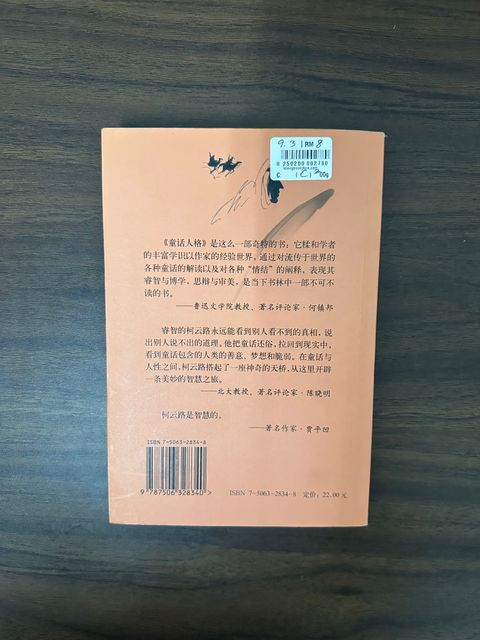 9.3 RM 8
0 250200 002760
C: 00g
《童话人格》是这么一部奇特的书：它糅和学者
的丰富学识以作家的经验世界，通过对流传于世界的
各种童话的解读以及对各种“情结”的阐释，表现其
睿智与博学，思辩与审美，是当下书林中一部不可不
读的书。
——鲁迅文学院教授、著名评论家·何镇邦
睿智的柯云路永远能看到别人看不到的真相，说
出别人说不出的道理。他把童话还俗，拉回到现实中，
看到童话包含的人类的善意、梦想和脆弱。在童话与
人性之间，柯云路搭起了一座神奇的天桥，从这里开辟
一条美妙的智慧之旅。
——北大教授、著名评论家·陈晓明
柯云路是智慧的。
——著名作家·贾平凹
ISBN 7-5063-2834-8
9 787506 328340>
ISBN 7-5063-2834-8 定价：22.00 元